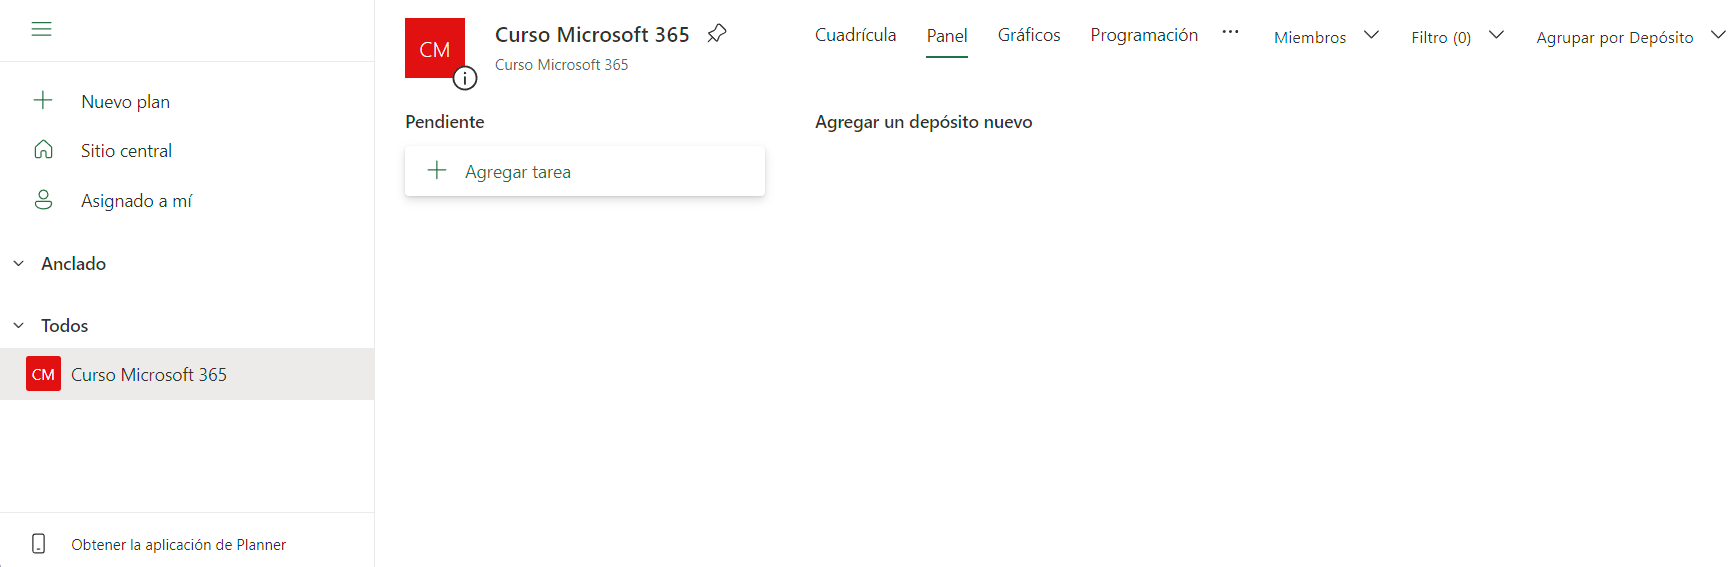 Nuevo plan
Sitio central
Asignado a mí
Anclado
Todos
CM Curso Microsoft 365
Obtener la aplicación de Planner
CM
Curso Microsoft 365
Curso Microsoft 365
Cuadrícula Panel Gráficos Programación ··· Miembros Filtro (0) Agrupar por Depósito
Pendiente
Agregar tarea
Agregar un depósito nuevo